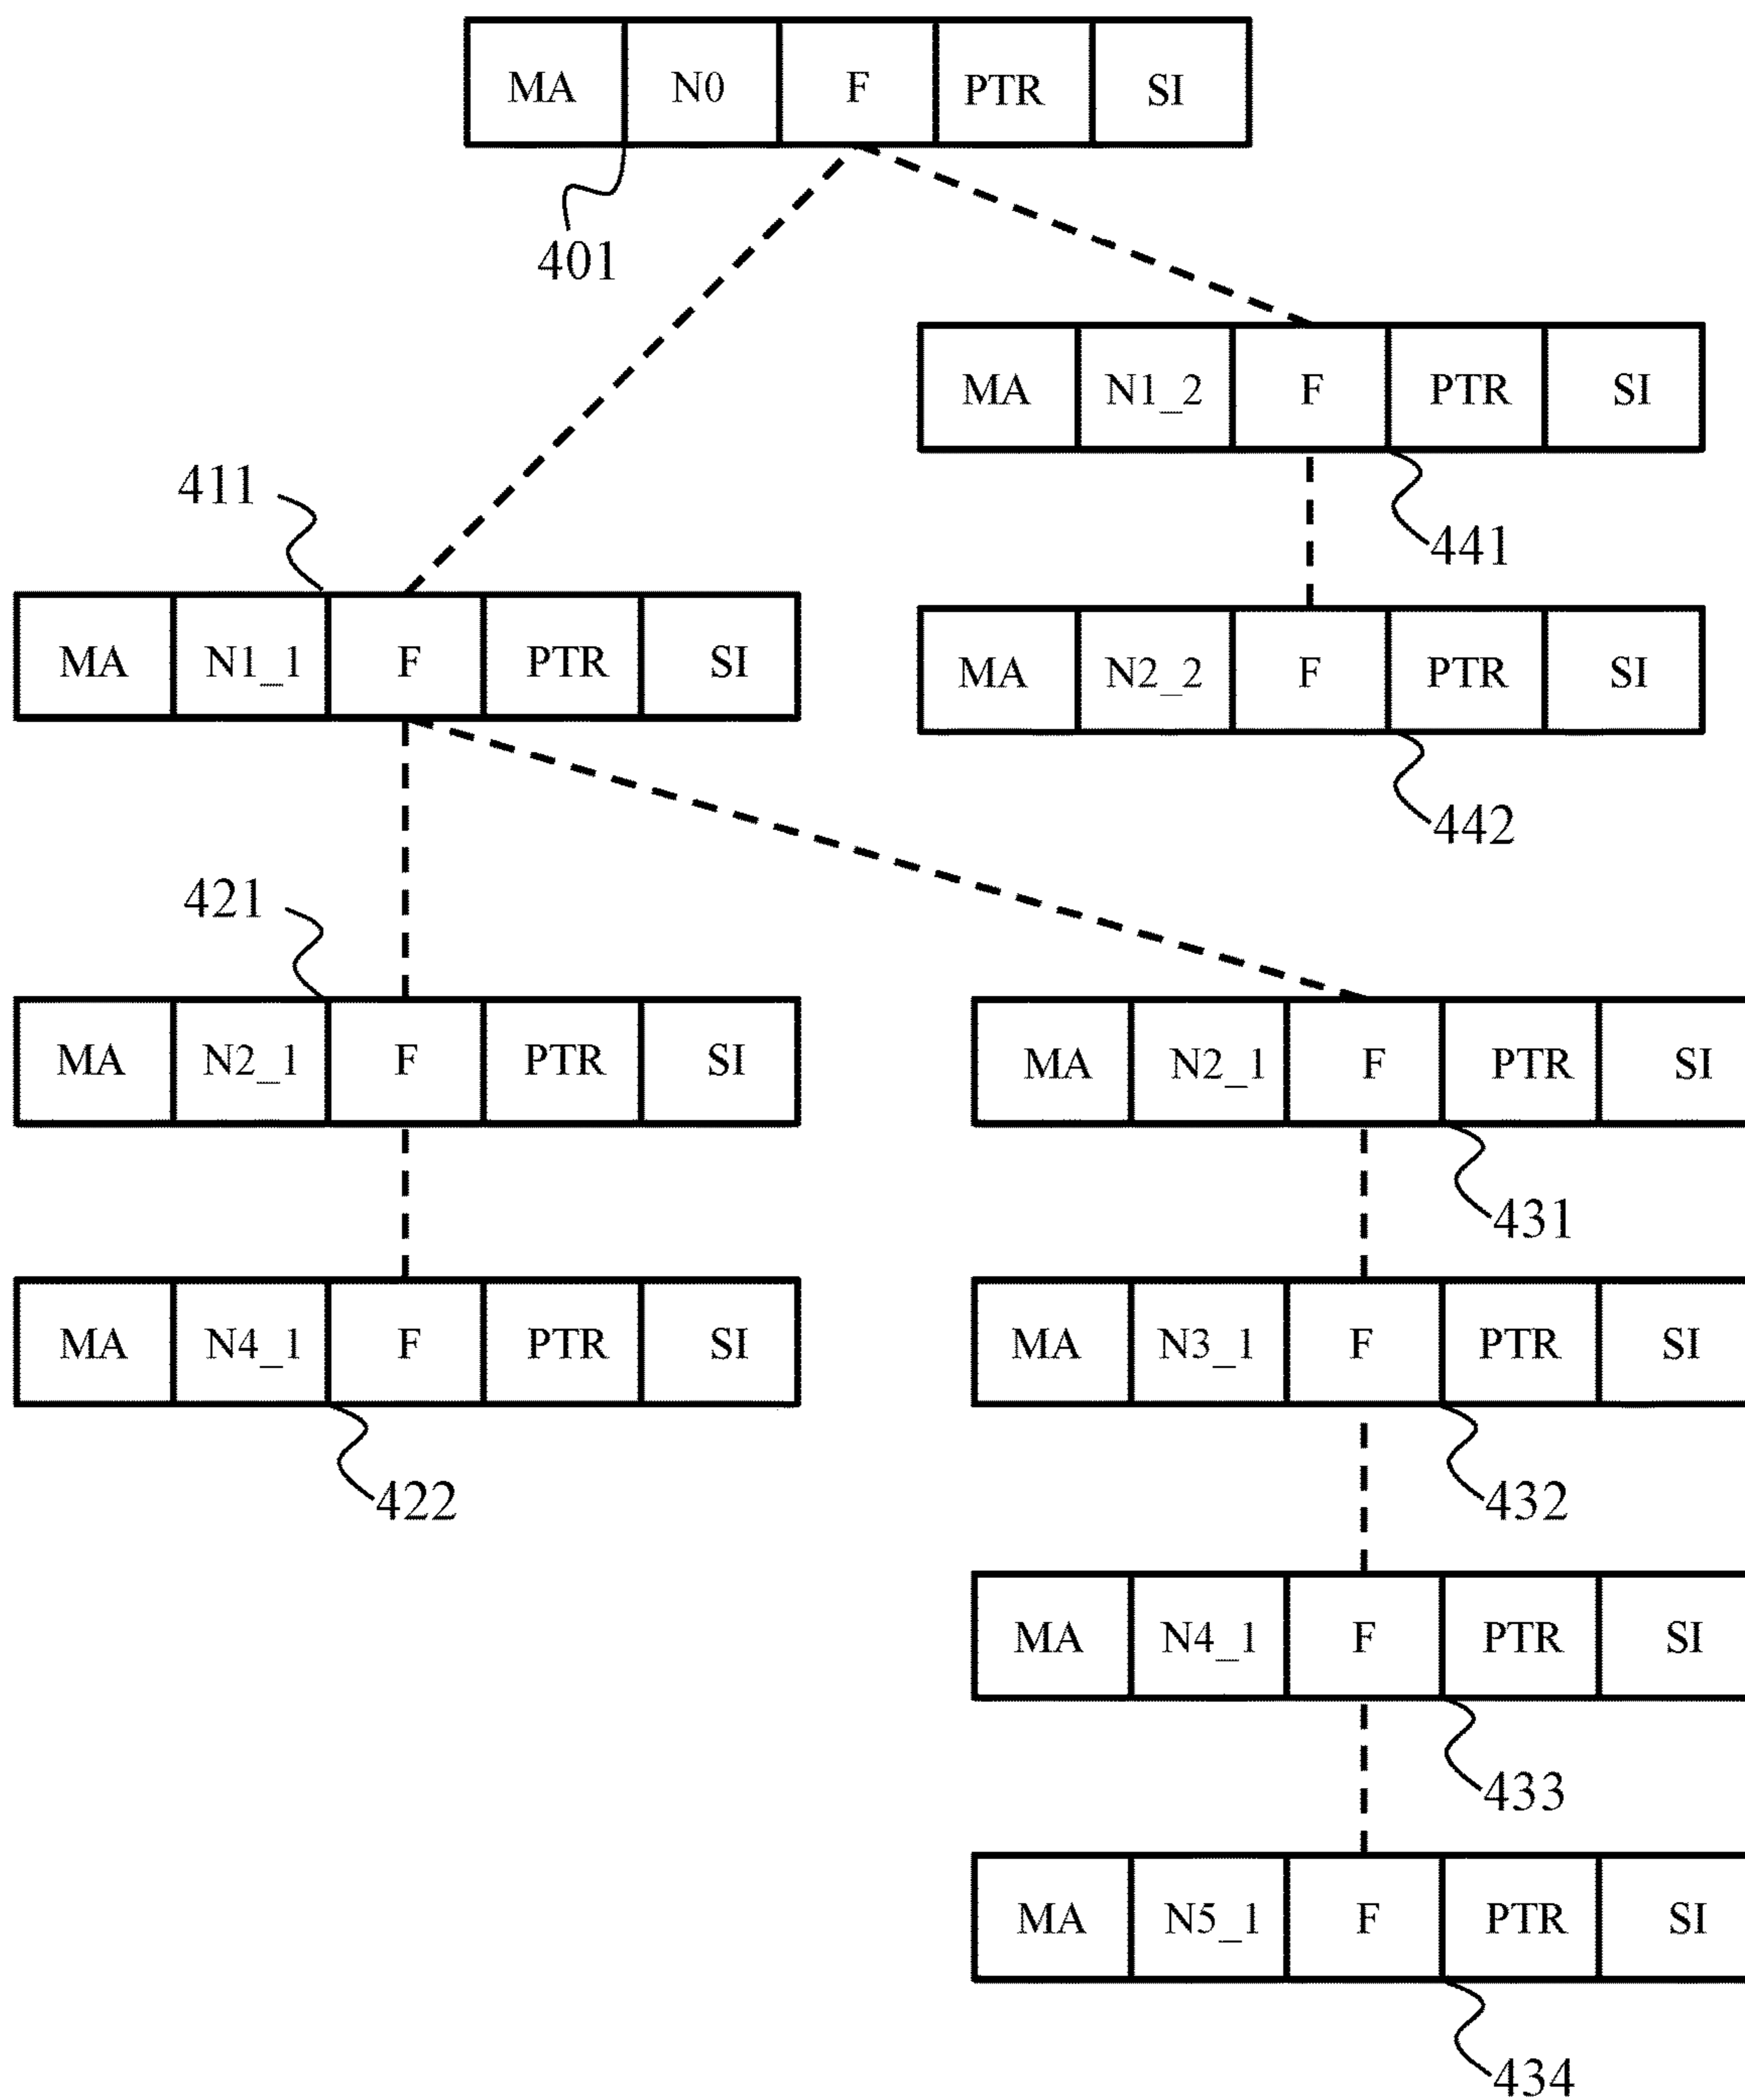 MA N0 F PTR SI
401
MA N1_2 F PTR SI
441
411
MA N1_1 F PTR SI
MA N2_2 F PTR SI
442
421
MA N2_1 F PTR SI
MA N2_1 F PTR SI
431
MA N4_1 F PTR SI
MA N3_1 F PTR SI
422
432
MA N4_1 F PTR SI
433
MA N5_1 F PTR SI
434